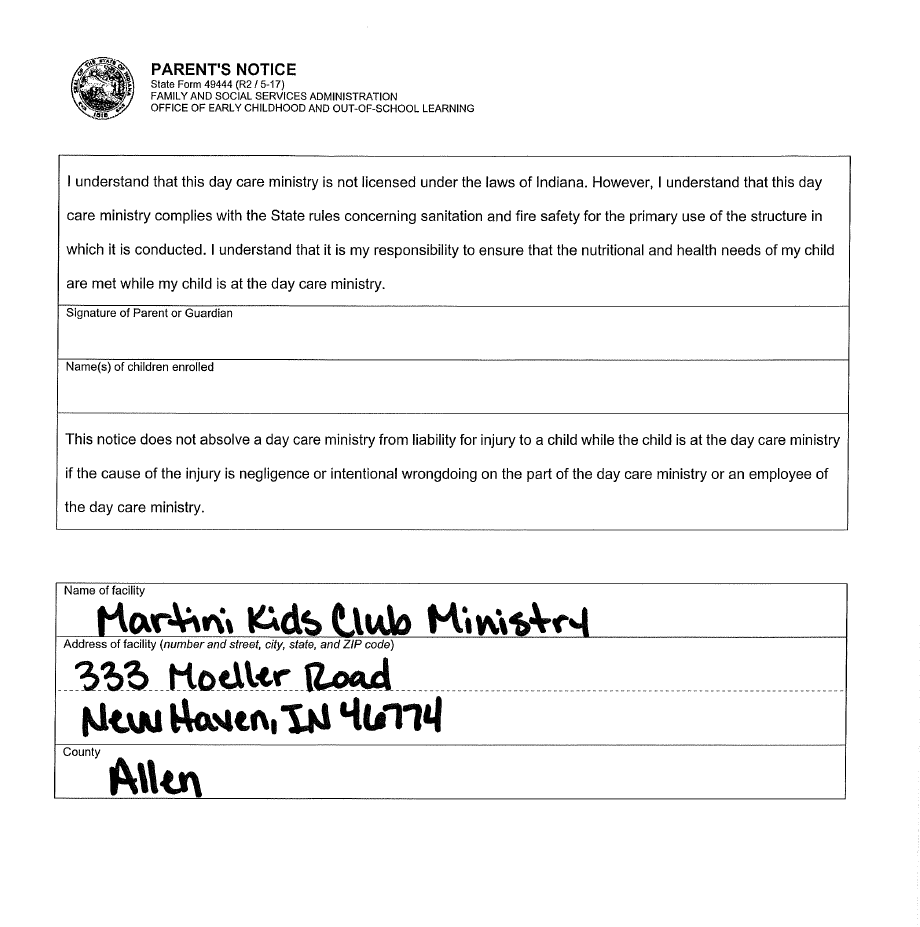 SEAL OF THE STATE OF INDIANA
1816
PARENT'S NOTICE
State Form 49444 (R2 / 5-17)
FAMILY AND SOCIAL SERVICES ADMINISTRATION
OFFICE OF EARLY CHILDHOOD AND OUT-OF-SCHOOL LEARNING
I understand that this day care ministry is not licensed under the laws of Indiana. However, I understand that this day
care ministry complies with the State rules concerning sanitation and fire safety for the primary use of the structure in
which it is conducted. I understand that it is my responsibility to ensure that the nutritional and health needs of my child
are met while my child is at the day care ministry.
Signature of Parent or Guardian
Name(s) of children enrolled
This notice does not absolve a day care ministry from liability for injury to a child while the child is at the day care ministry
if the cause of the injury is negligence or intentional wrongdoing on the part of the day care ministry or an employee of
the day care ministry.
Name of facility
Martini Kids Club Ministry
Address of facility (number and street, city, state, and ZIP code)
333 Moeller Road
New Haven, IN 46774
County
Allen